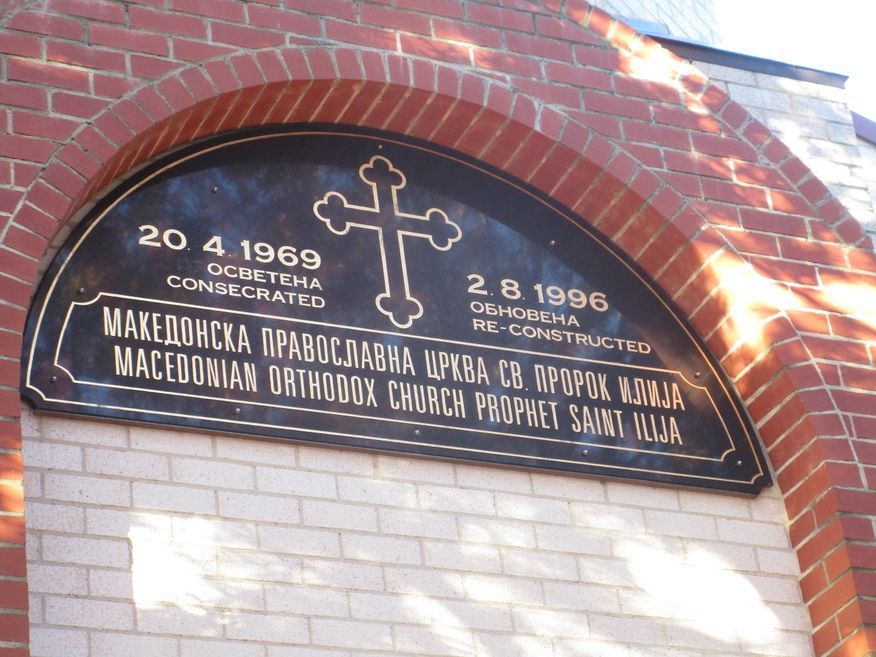 20. 4. 1969
ОСВЕТЕНА
CONSECRATED
2. 8. 1996
ОБНОВЕНА
RE-CONSTRUCTED
МАКЕДОНСКА ПРАВОСЛАВНА ЦРКВА СВ. ПРОРОК ИЛИЈА
MACEDONIAN ORTHODOX CHURCH PROPHET SAINT ILIJA